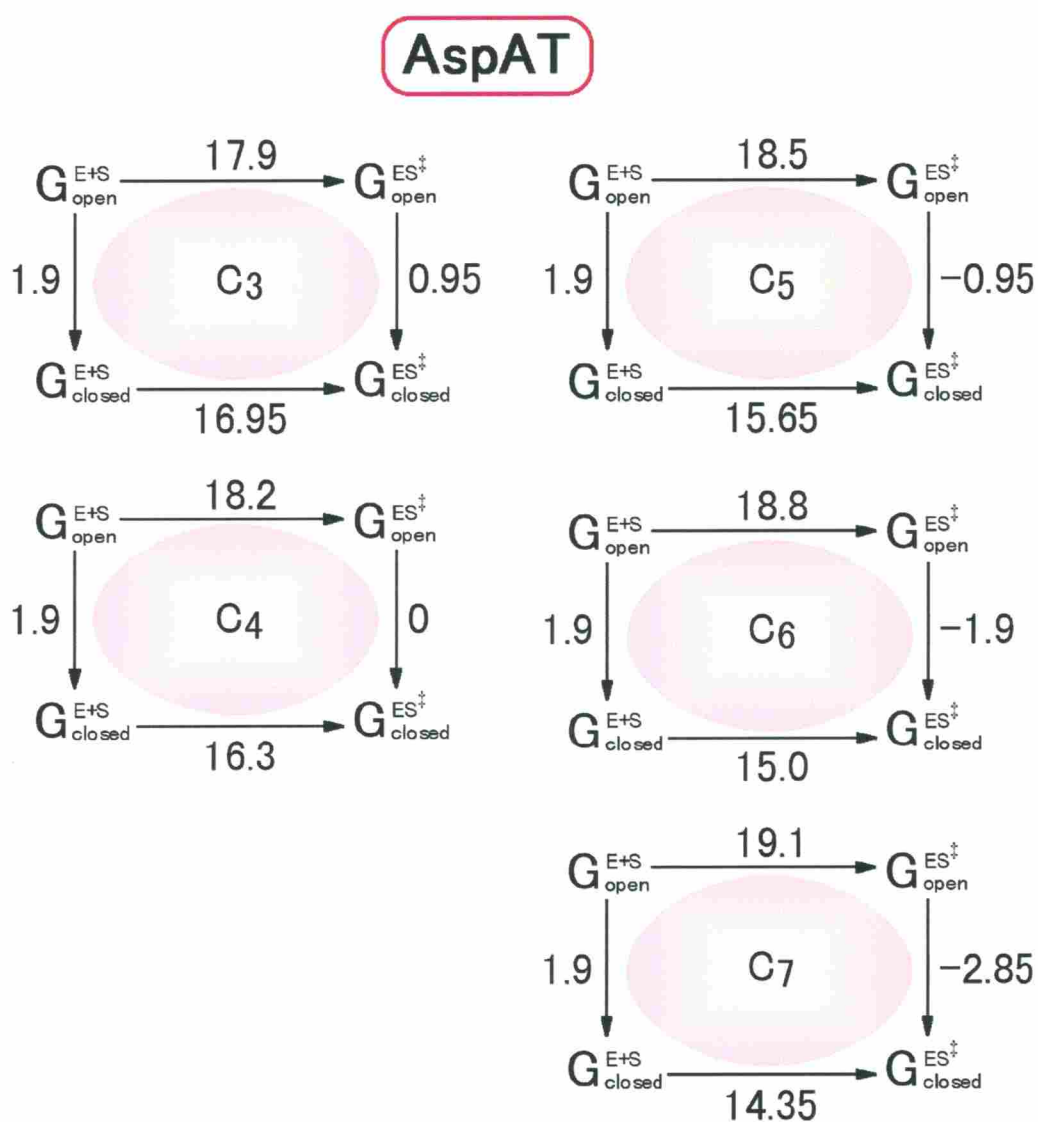 AspAT
17.9
G E+S open G ES‡ open
1.9 C3 0.95
G E+S closed G ES‡ closed
16.95
18.5
G E+S open G ES‡ open
1.9 C5 −0.95
G E+S closed G ES‡ closed
15.65
18.2
G E+S open G ES‡ open
1.9 C4 0
G E+S closed G ES‡ closed
16.3
18.8
G E+S open G ES‡ open
1.9 C6 −1.9
G E+S closed G ES‡ closed
15.0
19.1
G E+S open G ES‡ open
1.9 C7 −2.85
G E+S closed G ES‡ closed
14.35